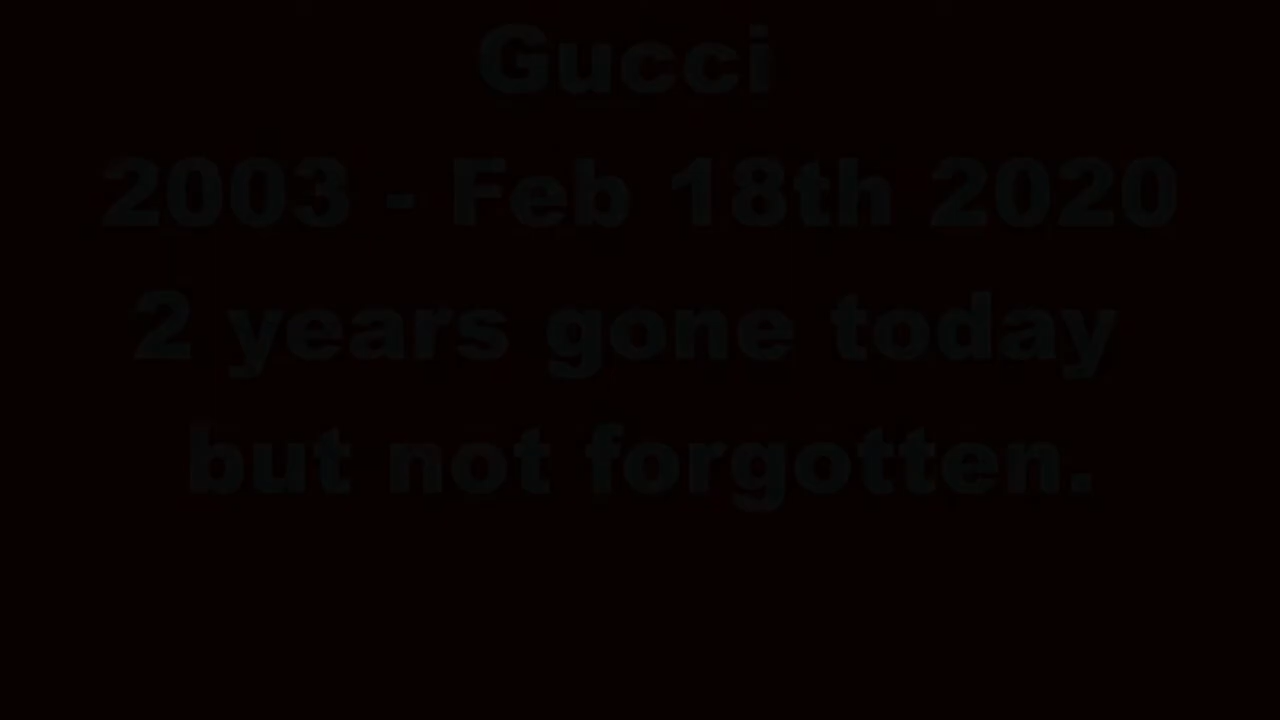 Gucci
2003 - Feb 18th 2020
2 years gone today
but not forgotten.